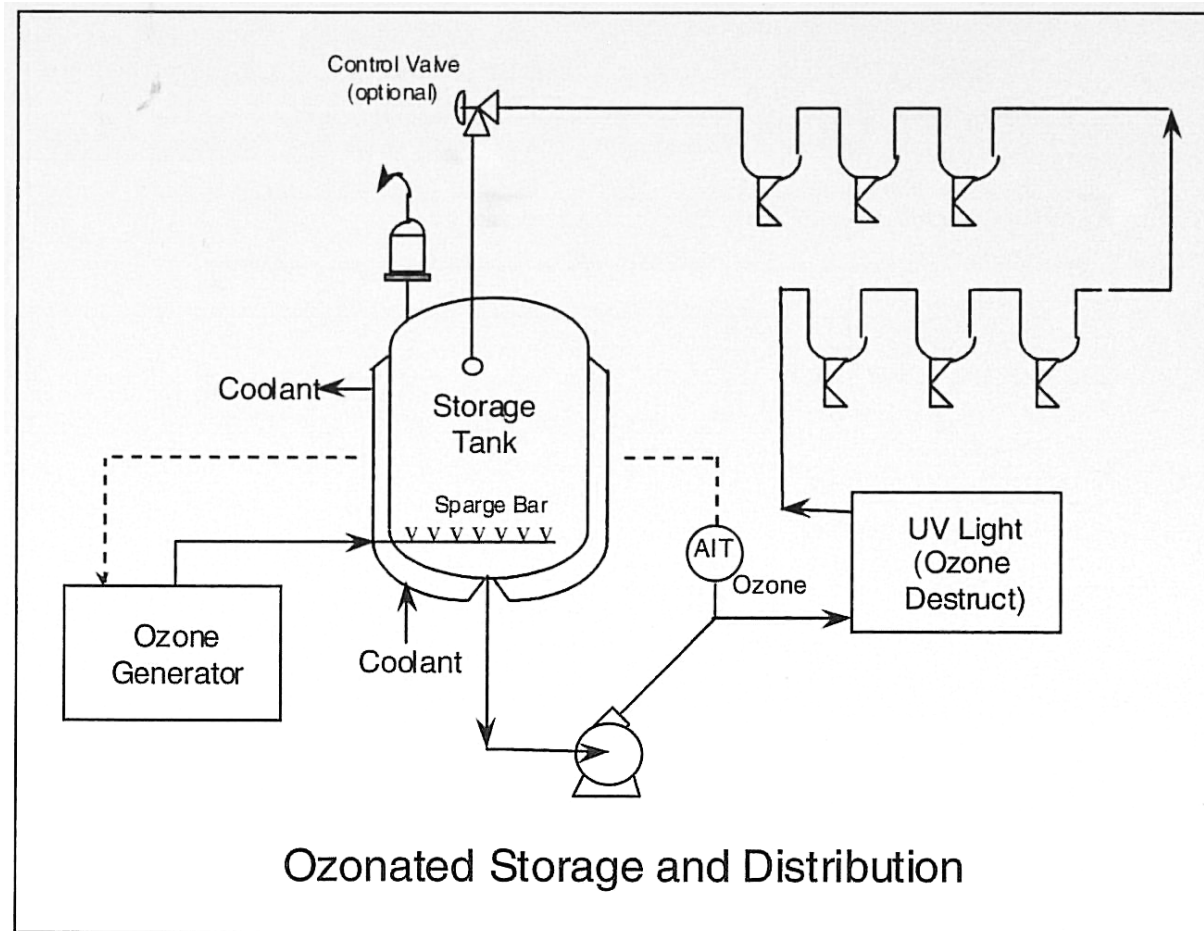 Control Valve
(optional)
Coolant
Storage
Tank
Sparge Bar
V V V V V V V
AIT
Ozone
UV Light
(Ozone
Destruct)
Ozone
Generator
Coolant
Ozonated Storage and Distribution